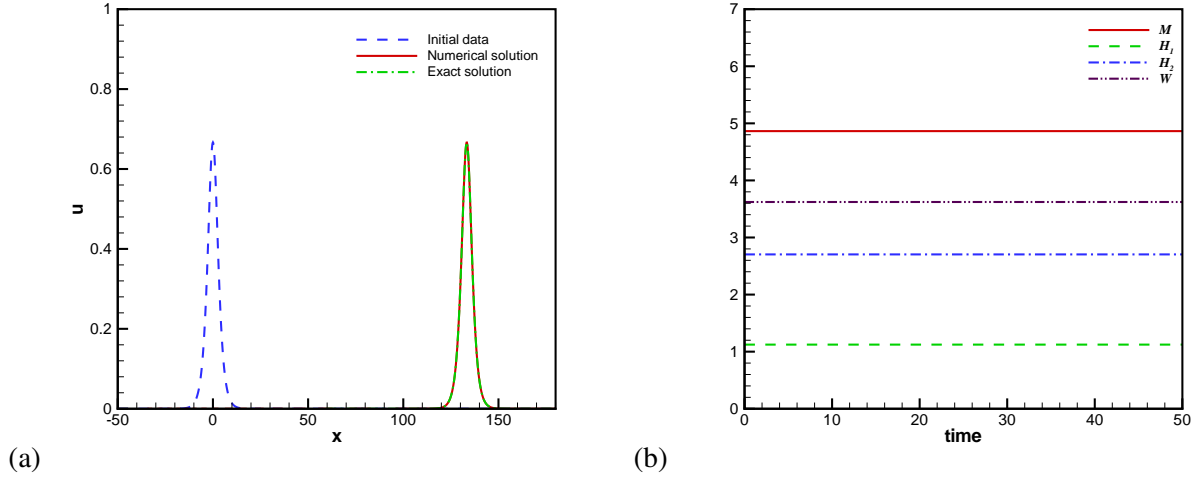 1
0.8
0.6
0.4
0.2
0
u
-50
0
50
100
150
x
Initial data
Numerical solution
Exact solution
(a)
7
6
5
4
3
2
1
0
0
10
20
30
40
50
time
M
H₁
H₂
W
(b)